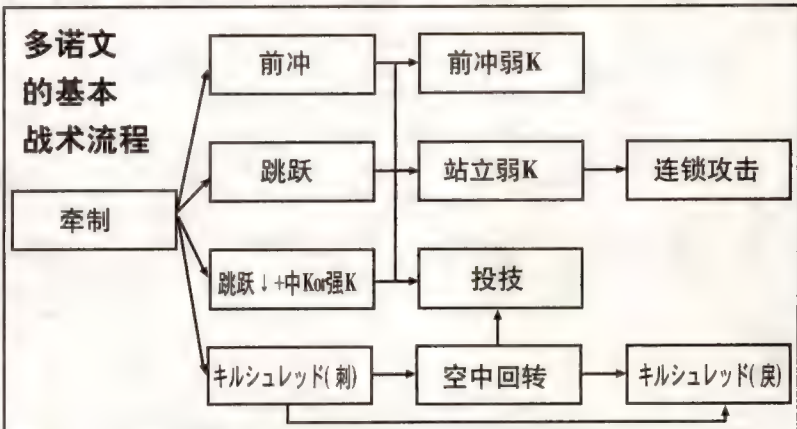 多诺文
的基本
战术流程
牵制
前冲
前冲弱K
跳跃
站立弱K
连锁攻击
跳跃↓+中Kor强K
投技
キルシュレッド(刺)
空中回转
キルシュレッド(戻)